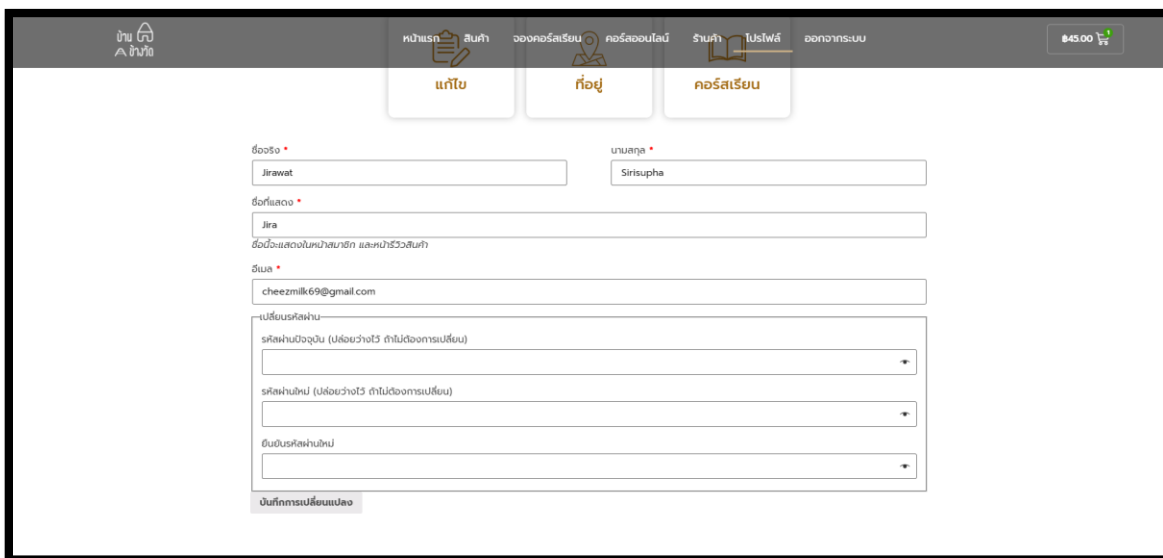 บ้าน
ข้างวัด
หน้าแรก สินค้า จองคอร์สเรียน คอร์สออนไลน์ ร้านค้า โปรไฟล์ ออกจากระบบ
฿45.00 1
แก้ไข ที่อยู่ คอร์สเรียน
ชื่อจริง * นามสกุล *
Jirawat Sirisupha
ชื่อที่แสดง *
Jira
ชื่อนี้จะแสดงในหน้าสมาชิก และหน้ารีวิวสินค้า
อีเมล *
cheezmilk69@gmail.com
เปลี่ยนรหัสผ่าน
รหัสผ่านปัจจุบัน (ปล่อยว่างไว้ ถ้าไม่ต้องการเปลี่ยน)
รหัสผ่านใหม่ (ปล่อยว่างไว้ ถ้าไม่ต้องการเปลี่ยน)
ยืนยันรหัสผ่านใหม่
บันทึกการเปลี่ยนแปลง